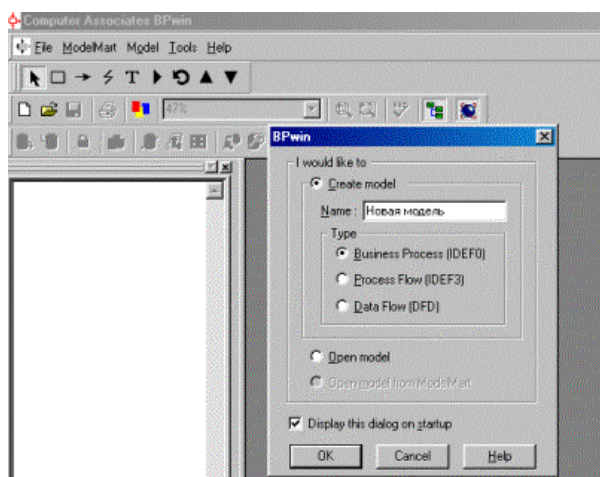 Computer Associates BPwin
File ModelMart Model Tools Help
T
47%
BPwin
I would like to
Create model
Name : Новая модель
Type
Business Process (IDEF0)
Process Flow (IDEF3)
Data Flow (DFD)
Open model
Open model from ModelMart
Display this dialog on startup
OK Cancel Help